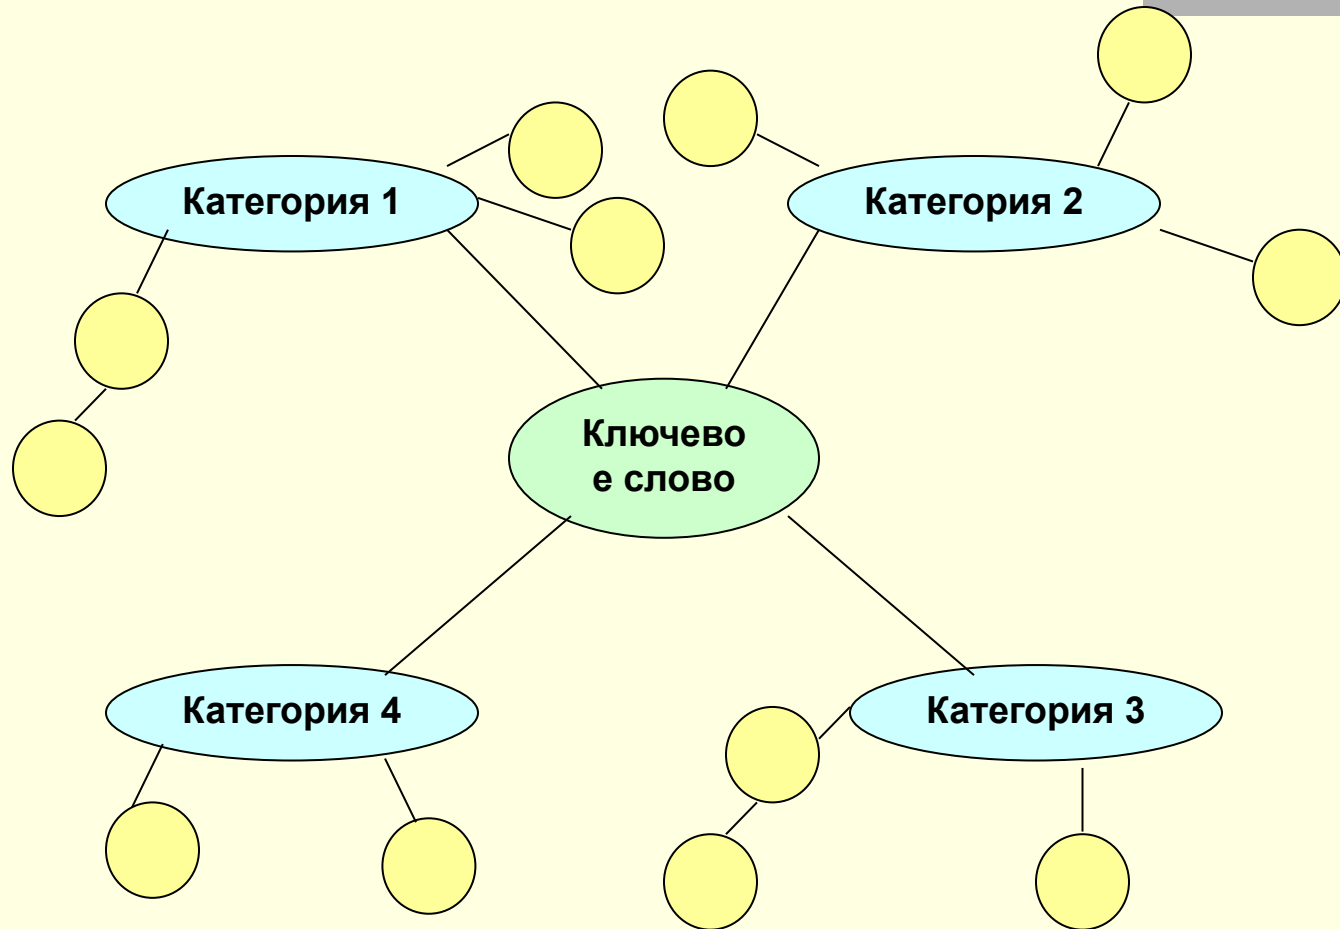 Категория 1
Категория 2
Ключево
е слово
Категория 4
Категория 3